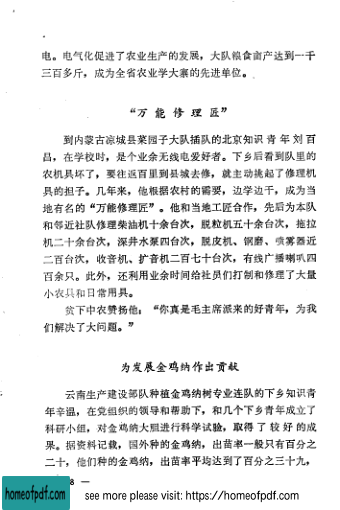 电。电气化促进了农业生产的发展，大队粮食亩产达到一千
三百多斤，成为全省农业学大寨的先进单位。
“万能修理匠”
到内蒙古凉城县菜园子大队插队的北京知识青年刘百
昌，在学校时，是个业余无线电爱好者。下乡后看到队里的
农机具坏了，要往返百里到县城去修，就主动挑起了修理机
具的担子。几年来，他根据农村的需要，边学边干，成为当
地有名的“万能修理匠”。他和当地工匠合作，先后为本队
和邻近社队修理柴油机十余台次，脱粒机五十余台次，拖拉
机二十余台次，深井水泵四台次，脱皮机、钢磨、喷雾器近
二百台次，收音机、扩音机二百七十台次，有线广播喇叭四
百余只。此外，还利用业余时间给社员们打制和修理了大量
小农具和日常用具。
贫下中农赞扬他：“你真是毛主席派来的好青年，为我
们解决了大问题。”
为发展金鸡纳作出贡献
云南生产建设部队种植金鸡纳树专业连队的下乡知识青
年辛温，在党组织的领导和帮助下，和几个下乡青年成立了
科研小组，对金鸡纳大胆进行科学试验，取得了较好的成
果。据资料记载，国外种的金鸡纳，出苗率一般只有百分之
二十，他们种的金鸡纳，出苗率平均达到了百分之三十九，
8 —
homeofpdf.com
see more please visit: https://homeofpdf.com